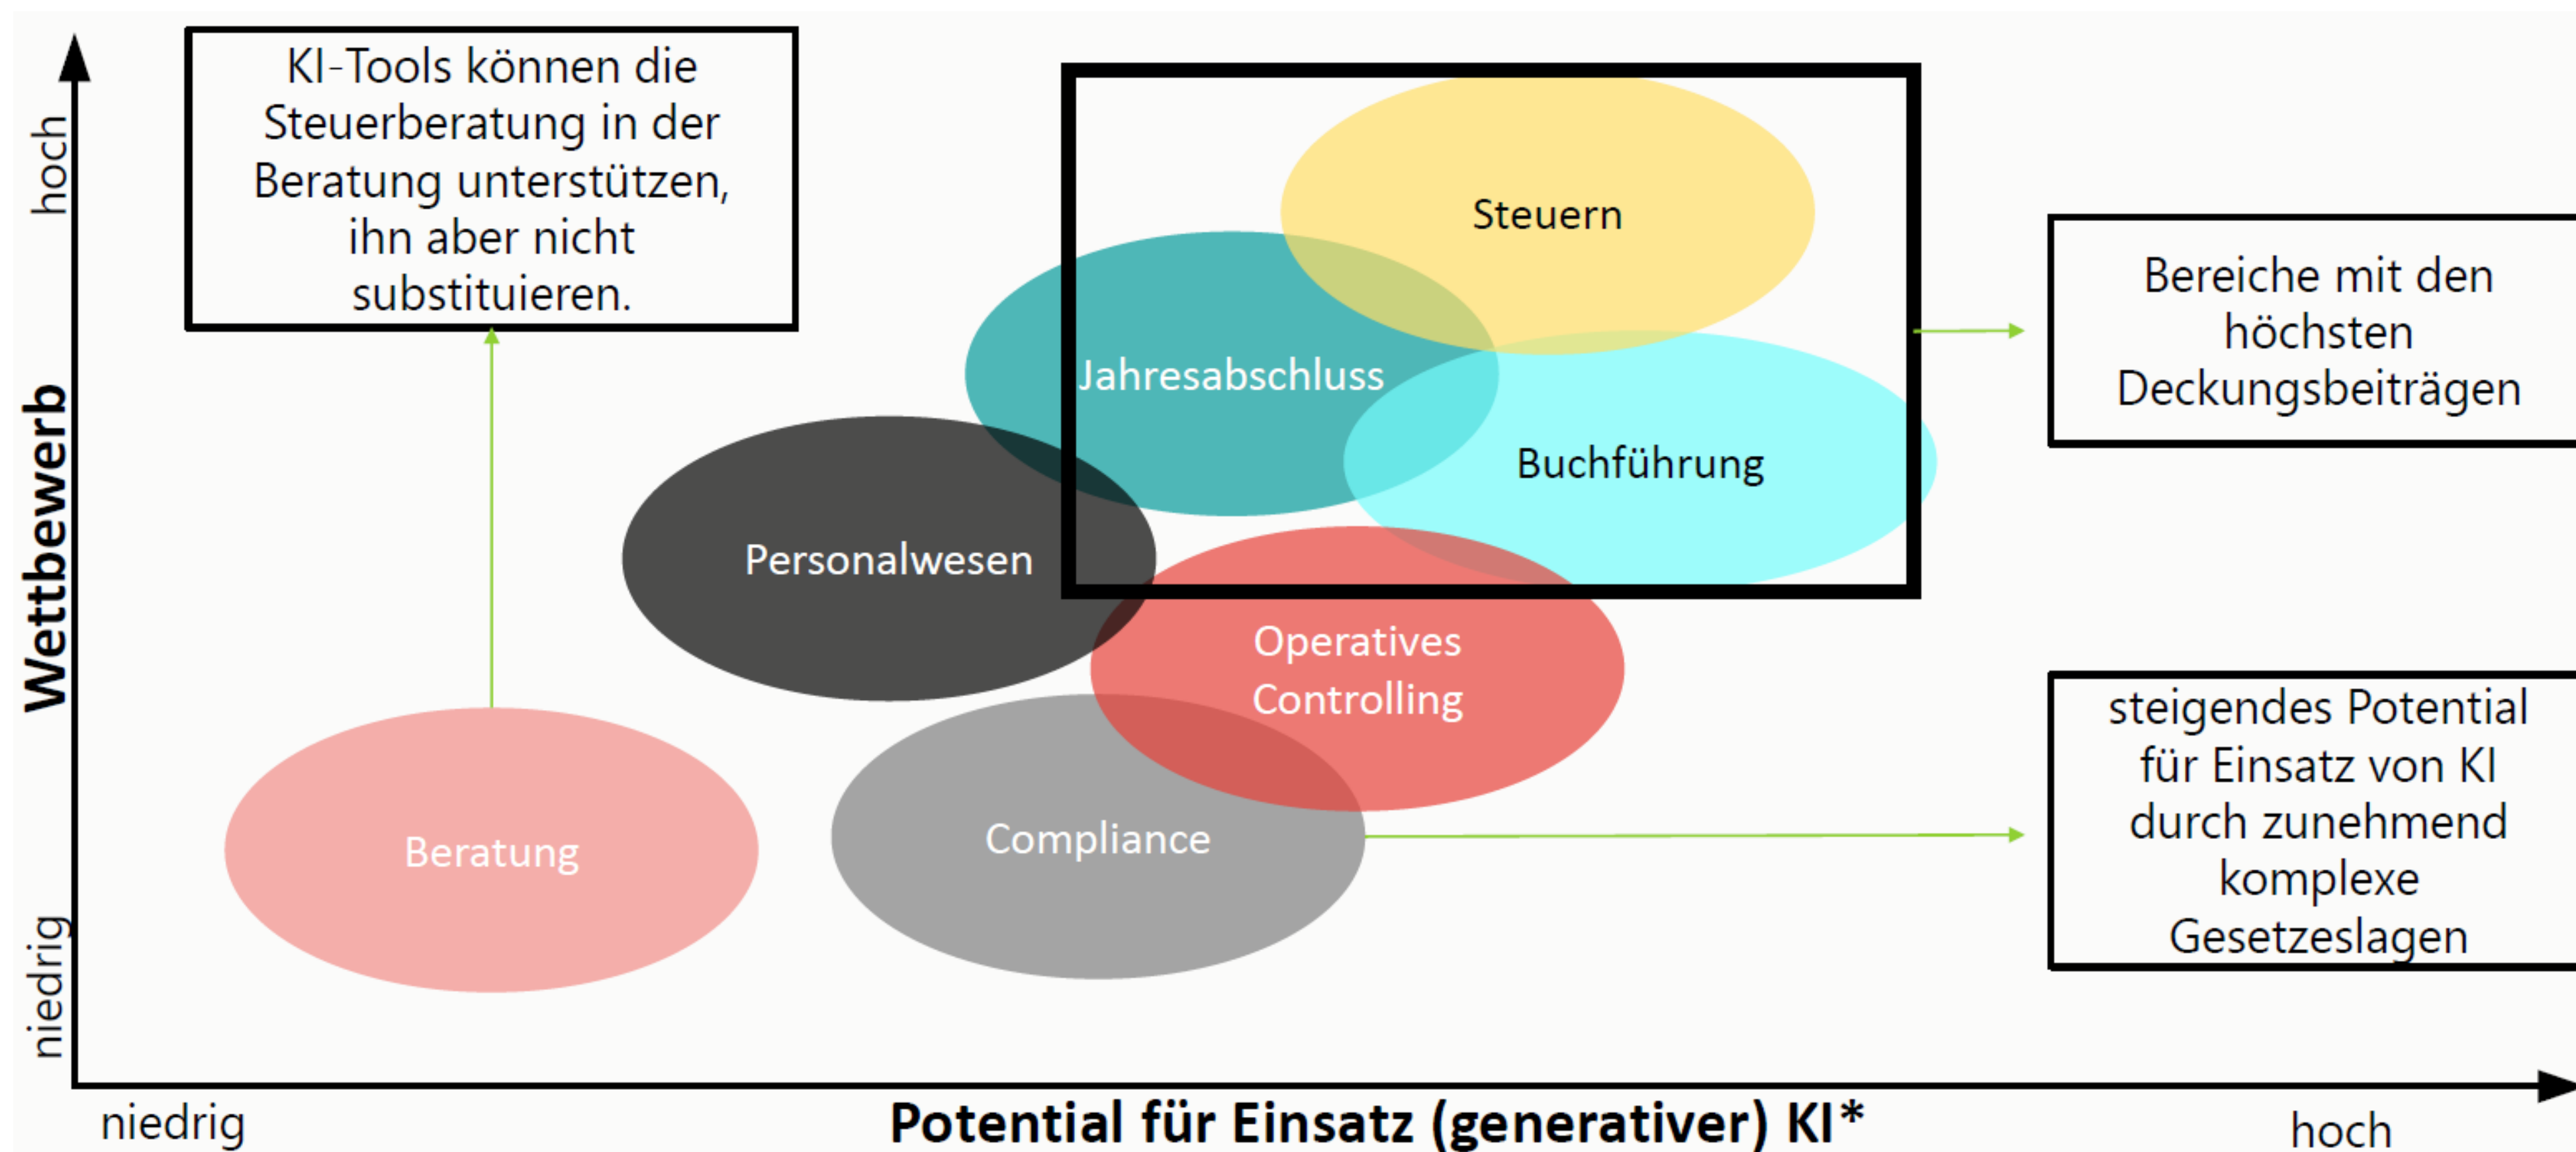 KI-Tools können die
Steuerberatung in der
Beratung unterstützen,
ihn aber nicht
substituieren.
hoch
Wettbewerb
niedrig
Steuern
Jahresabschluss
Buchführung
Personalwesen
Operatives
Controlling
Beratung
Compliance
Bereiche mit den
höchsten
Deckungsbeiträgen
steigendes Potential
für Einsatz von KI
durch zunehmend
komplexe
Gesetzeslagen
niedrig
Potential für Einsatz (generativer) KI*
hoch